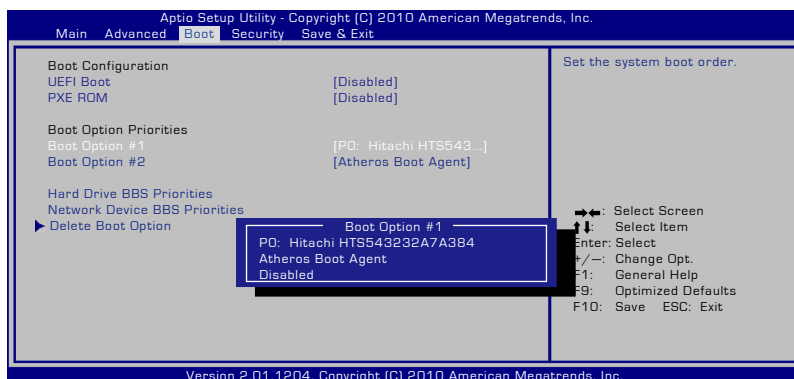 Aptio Setup Utility - Copyright (C) 2010 American Megatrends, Inc.
Main Advanced Boot Security Save & Exit
Boot Configuration
UEFI Boot [Disabled]
PXE ROM [Disabled]
Boot Option Priorities
Boot Option #1 [P0: Hitachi HTS543...]
Boot Option #2 [Atheros Boot Agent]
Hard Drive BBS Priorities
Network Device BBS Priorities
Delete Boot Option
Boot Option #1
P0: Hitachi HTS543232A7A384
Atheros Boot Agent
Disabled
Set the system boot order.
→←: Select Screen
↑↓: Select Item
Enter: Select
+/—: Change Opt.
F1: General Help
F9: Optimized Defaults
F10: Save ESC: Exit
Version 2.01.1204. Copyright (C) 2010 American Megatrends, Inc.